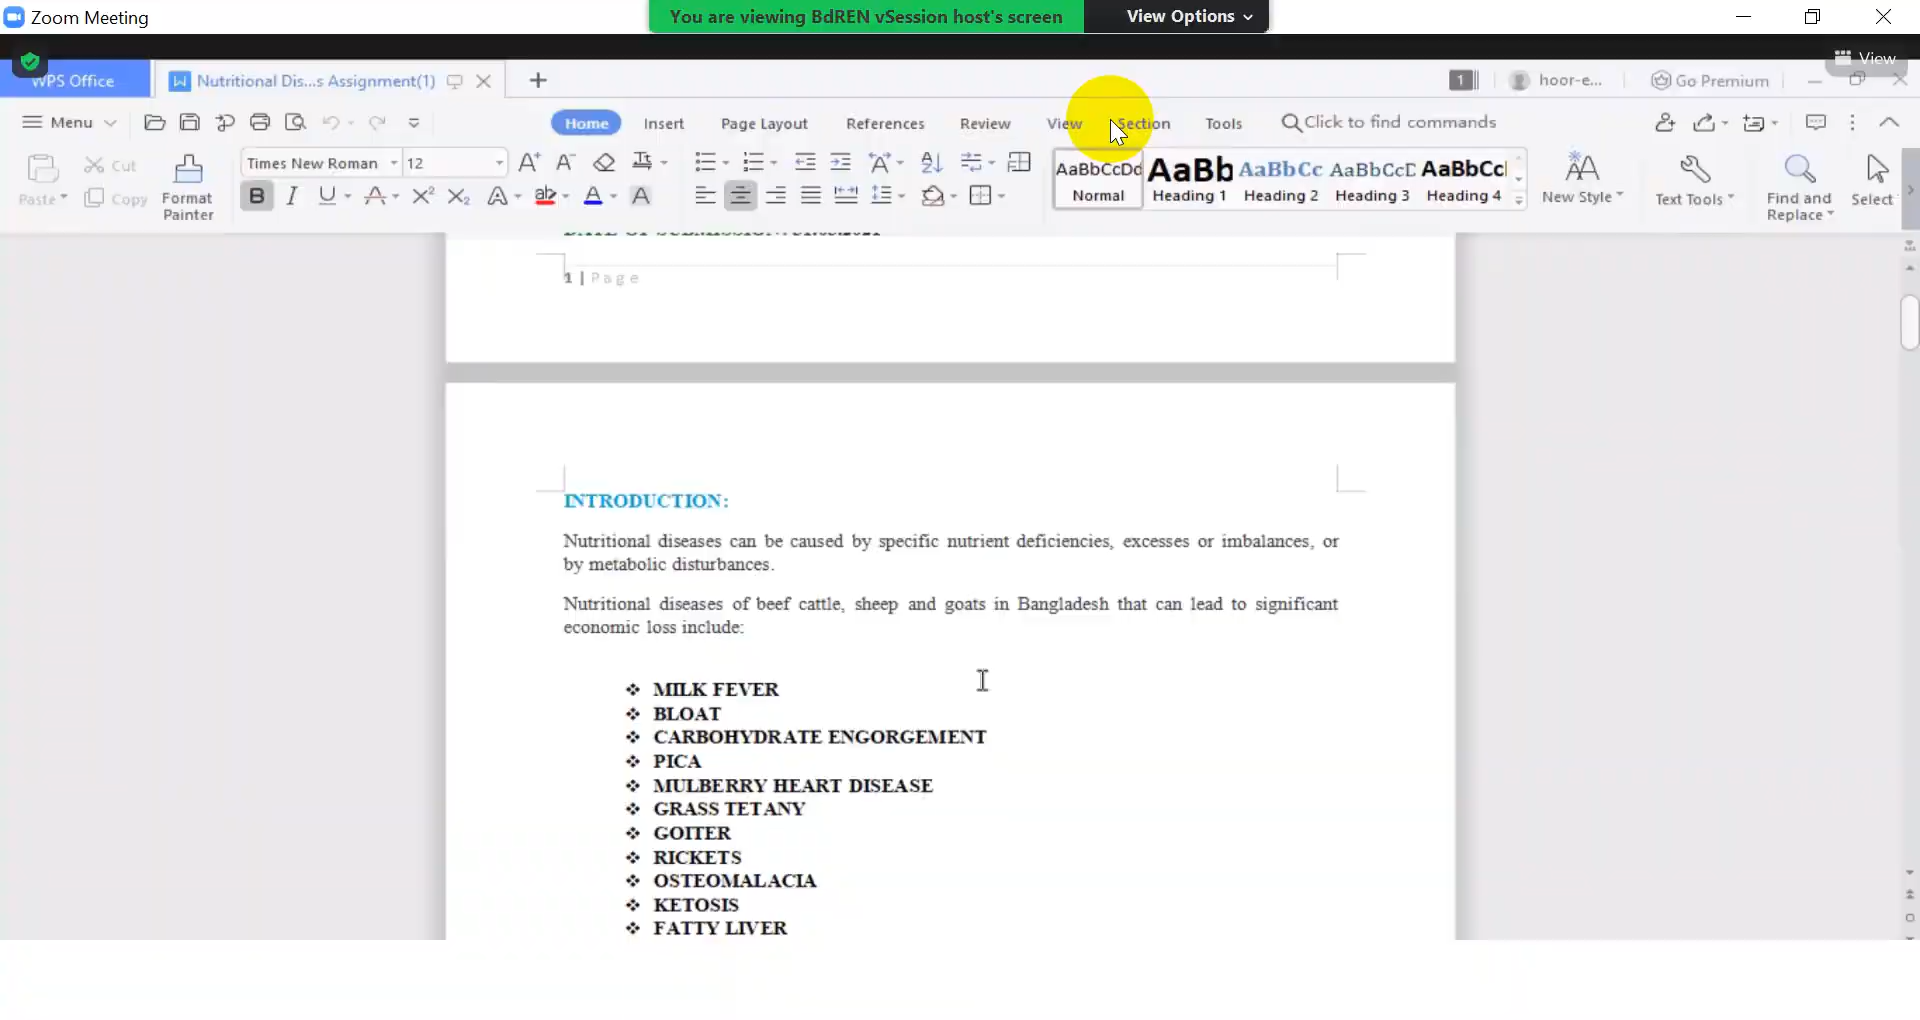 Zoom Meeting
You are viewing BdREN vSession host's screen
View Options
View
WPS Office
Nutritional Dis...s Assignment(1)
1
hoor-e...
Go Premium
Menu
Home
Insert
Page Layout
References
Review
View
Section
Tools
Click to find commands
Paste
Cut
Copy
Format Painter
Times New Roman
12
AaBbCcDd
Normal
AaBb
Heading 1
AaBbCc
Heading 2
AaBbCcD
Heading 3
AaBbCc
Heading 4
New Style
Text Tools
Find and Replace
Select
DATE OF SUBMISSION:
1 | Page
INTRODUCTION:
Nutritional diseases can be caused by specific nutrient deficiencies, excesses or imbalances, or
by metabolic disturbances.
Nutritional diseases of beef cattle, sheep and goats in Bangladesh that can lead to significant
economic loss include:
❖ MILK FEVER
❖ BLOAT
❖ CARBOHYDRATE ENGORGEMENT
❖ PICA
❖ MULBERRY HEART DISEASE
❖ GRASS TETANY
❖ GOITER
❖ RICKETS
❖ OSTEOMALACIA
❖ KETOSIS
❖ FATTY LIVER